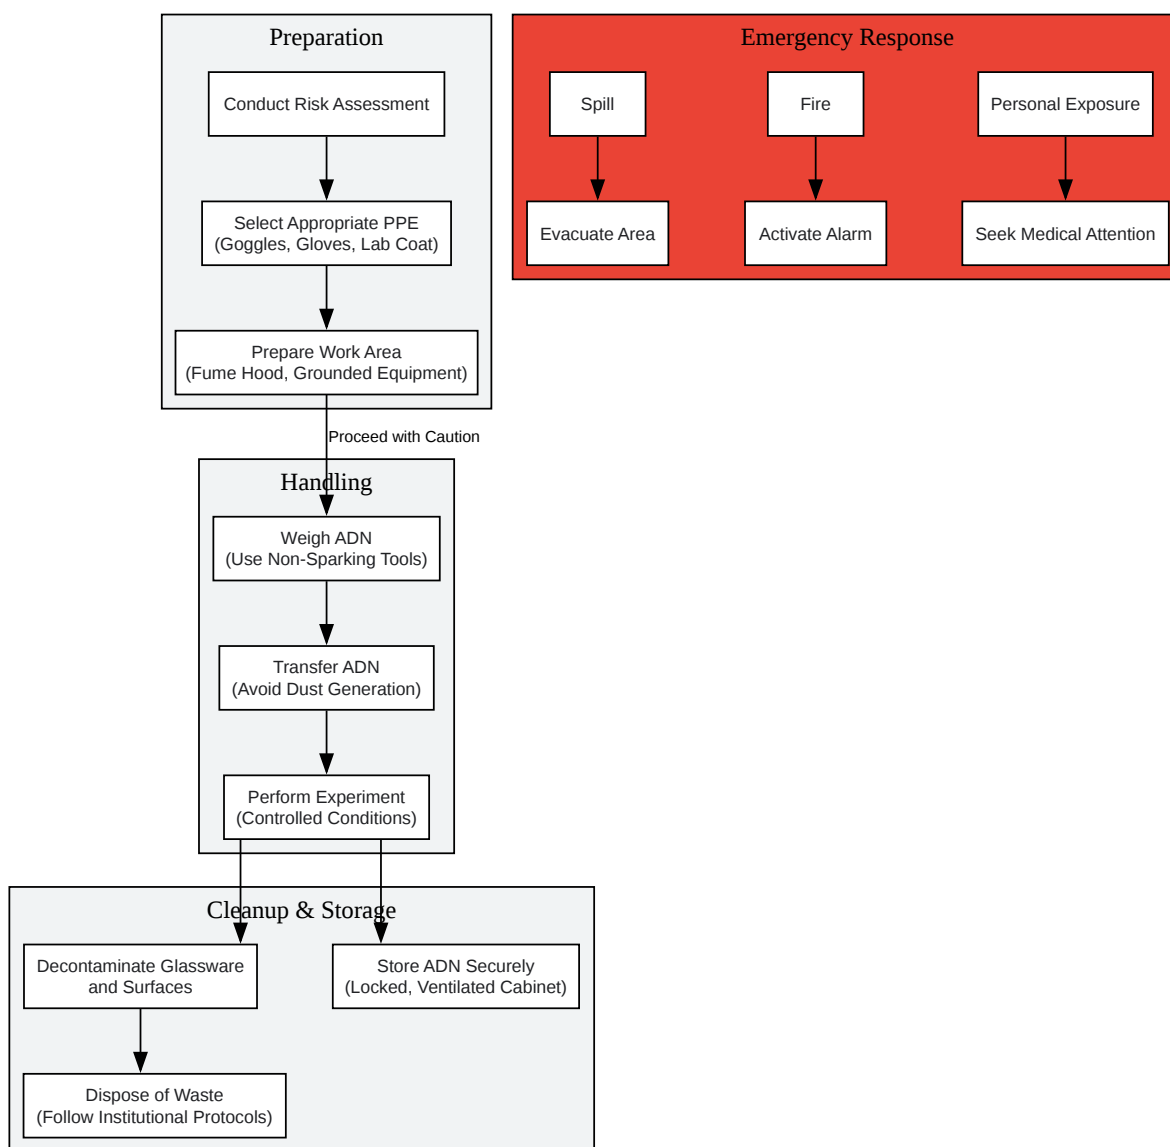 Preparation
Conduct Risk Assessment
Select Appropriate PPE
(Goggles, Gloves, Lab Coat)
Prepare Work Area
(Fume Hood, Grounded Equipment)
Emergency Response
Spill
Fire
Personal Exposure
Evacuate Area
Activate Alarm
Seek Medical Attention
Proceed with Caution
Handling
Weigh ADN
(Use Non-Sparking Tools)
Transfer ADN
(Avoid Dust Generation)
Perform Experiment
(Controlled Conditions)
Cleanup & Storage
Decontaminate Glassware
and Surfaces
Store ADN Securely
(Locked, Ventilated Cabinet)
Dispose of Waste
(Follow Institutional Protocols)